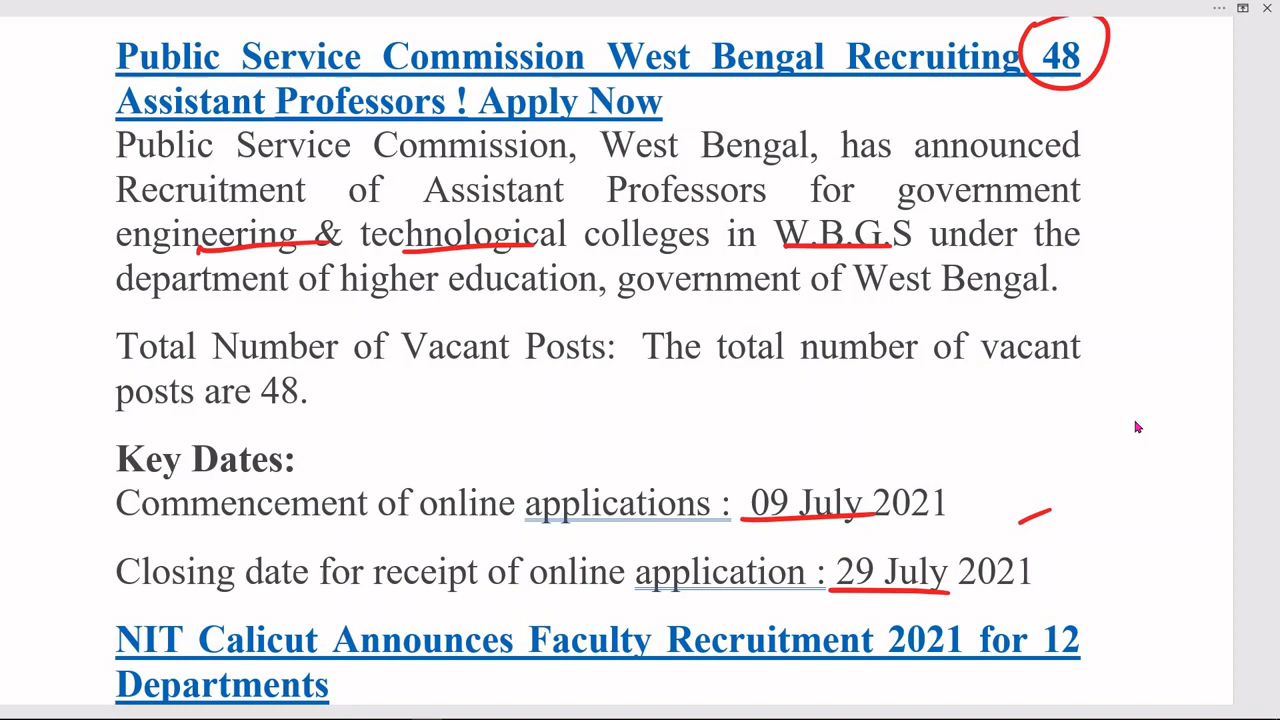 Public Service Commission West Bengal Recruiting 48
Assistant Professors ! Apply Now
Public Service Commission, West Bengal, has announced
Recruitment of Assistant Professors for government
engineering & technological colleges in W.B.G.S under the
department of higher education, government of West Bengal.
Total Number of Vacant Posts: The total number of vacant
posts are 48.
Key Dates:
Commencement of online applications : 09 July 2021
Closing date for receipt of online application : 29 July 2021
NIT Calicut Announces Faculty Recruitment 2021 for 12
Departments